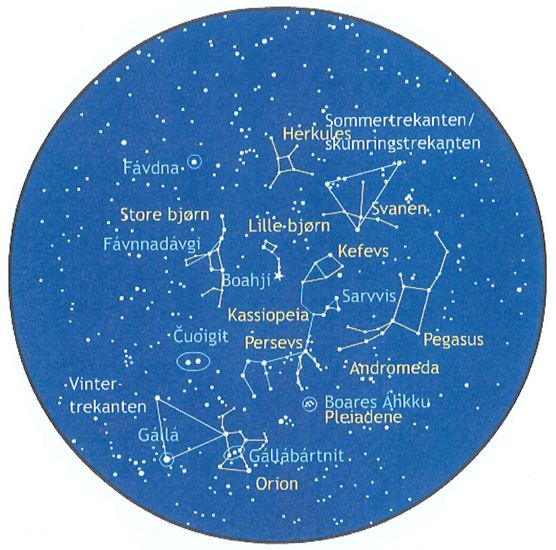 Sommertrekanten/
skumringstrekanten
Herkules
Fávdna
Store bjørn
Svanen
Lille bjørn
Fávnnadávgi
Kefevs
Boahji
Sarvvis
Kassiopeia
Čuoigit
Persevs
Pegasus
Andromeda
Vinter-
trekanten
Boares Áhkku
Pleiadene
Gállá
Gállábártnit
Orion